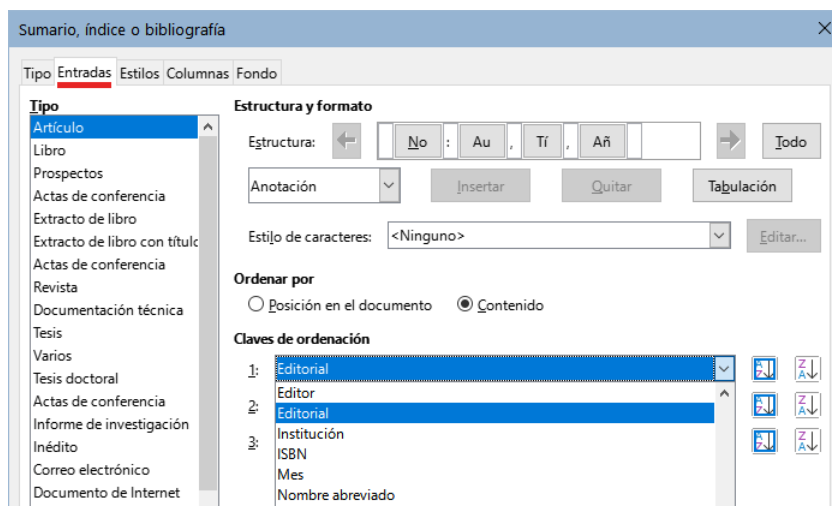 Sumario, índice o bibliografía
Tipo Entradas Estilos Columnas Fondo
Tipo
Artículo
Libro
Prospectos
Actas de conferencia
Extracto de libro
Extracto de libro con títulc
Actas de conferencia
Revista
Documentación técnica
Tesis
Varios
Tesis doctoral
Actas de conferencia
Informe de investigación
Inédito
Correo electrónico
Documento de Internet
Estructura y formato
Estructura: No : Au , Tí , Añ Todo
Anotación Insertar Quitar Tabulación
Estilo de caracteres: <Ninguno> Editar...
Ordenar por
Posición en el documento Contenido
Claves de ordenación
1: Editorial
Editor
2: Editorial
Institución
3: ISBN
Mes
Nombre abreviado